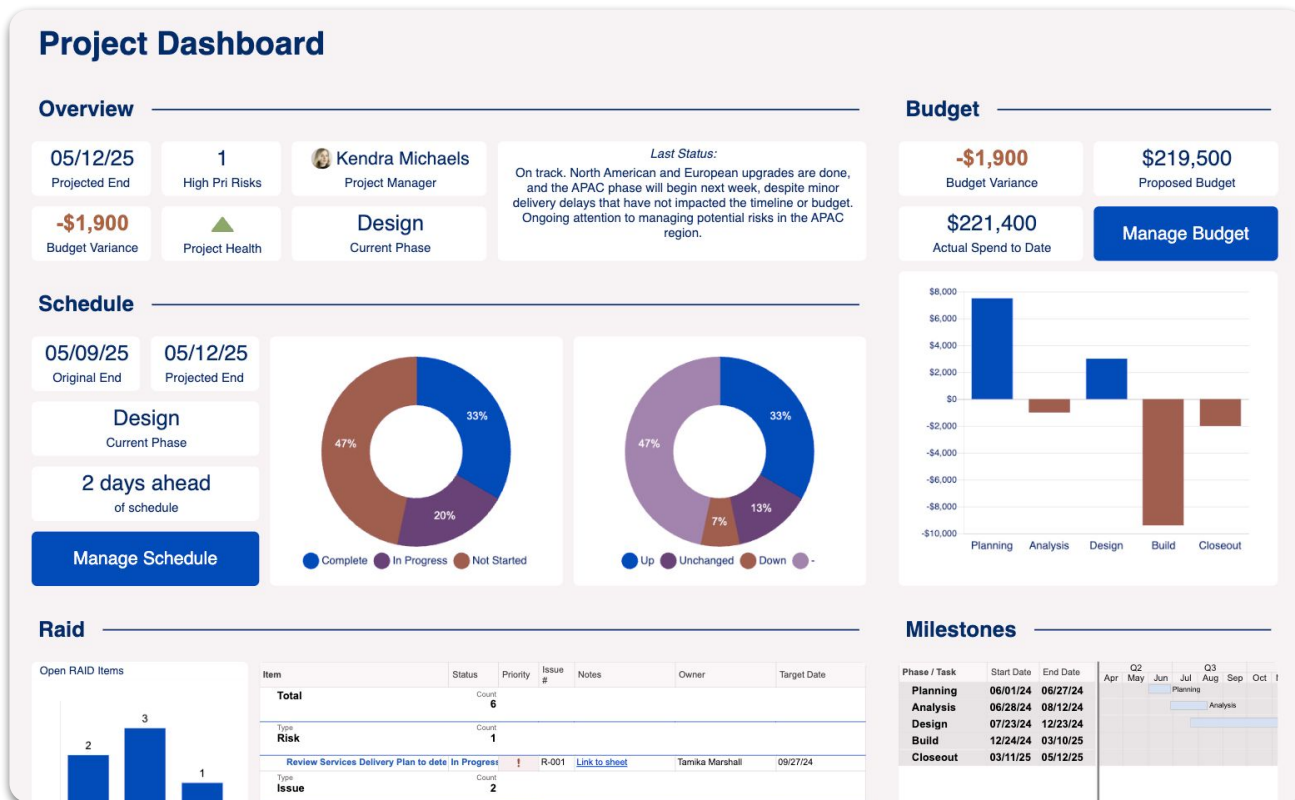 Project Dashboard
Overview
05/12/25
Projected End
1
High Pri Risks
Kendra Michaels
Project Manager
-$1,900
Budget Variance
Project Health
Design
Current Phase
Last Status:
On track. North American and European upgrades are done,
and the APAC phase will begin next week, despite minor
delivery delays that have not impacted the timeline or budget.
Ongoing attention to managing potential risks in the APAC
region.
Budget
-$1,900
Budget Variance
$219,500
Proposed Budget
$221,400
Actual Spend to Date
Manage Budget
$8,000
$6,000
$4,000
$2,000
$0
-$2,000
-$4,000
-$6,000
-$8,000
-$10,000
Planning Analysis Design Build Closeout
Schedule
05/09/25
Original End
05/12/25
Projected End
Design
Current Phase
2 days ahead
of schedule
Manage Schedule
33%
47%
20%
Complete In Progress Not Started
33%
47%
13%
7%
Up Unchanged Down -
Raid
Open RAID Items
2
3
1
Item Status Priority Issue # Notes Owner Target Date
Total Count 6
Type Count
Risk 1
Review Services Delivery Plan to dete In Progress ! R-001 Link to sheet Tamika Marshall 09/27/24
Type Count
Issue 2
Milestones
Phase / Task Start Date End Date
Q2 Q3
Apr May Jun Jul Aug Sep Oct
Planning 06/01/24 06/27/24 Planning
Analysis 06/28/24 08/12/24 Analysis
Design 07/23/24 12/23/24
Build 12/24/24 03/10/25
Closeout 03/11/25 05/12/25